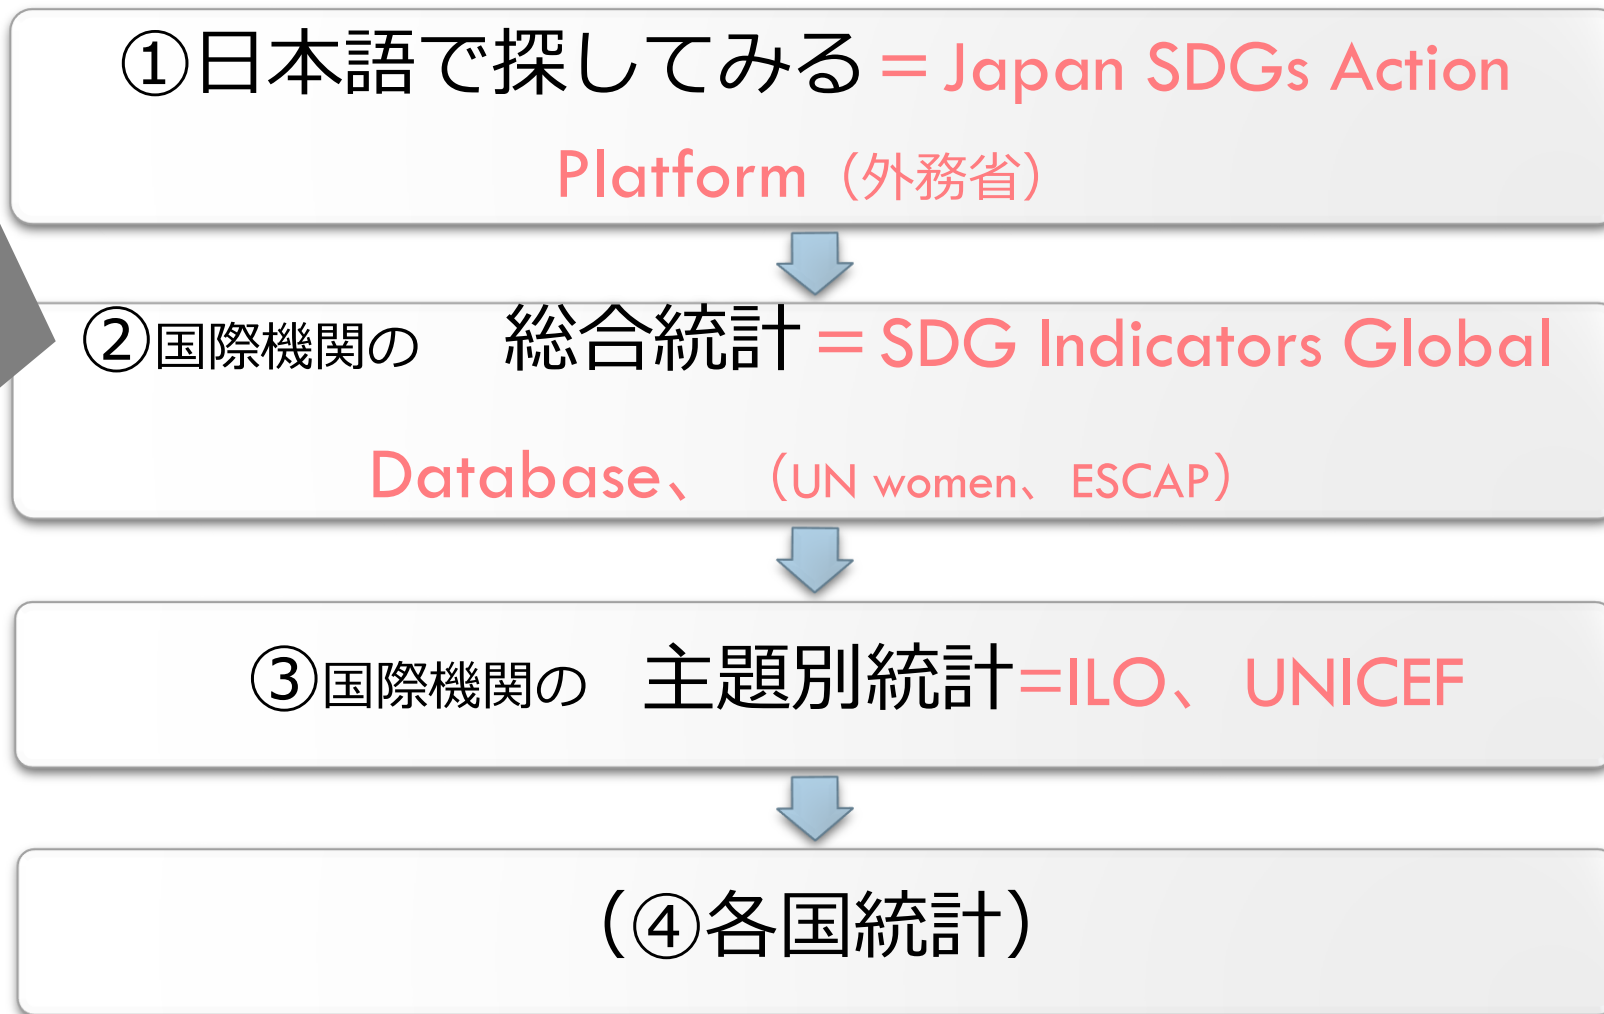 ①日本語で探してみる＝Japan SDGs Action
Platform（外務省）
②国際機関の　総合統計＝SDG Indicators Global
Database、（UN women、ESCAP）
③国際機関の　主題別統計=ILO、UNICEF
（④各国統計）